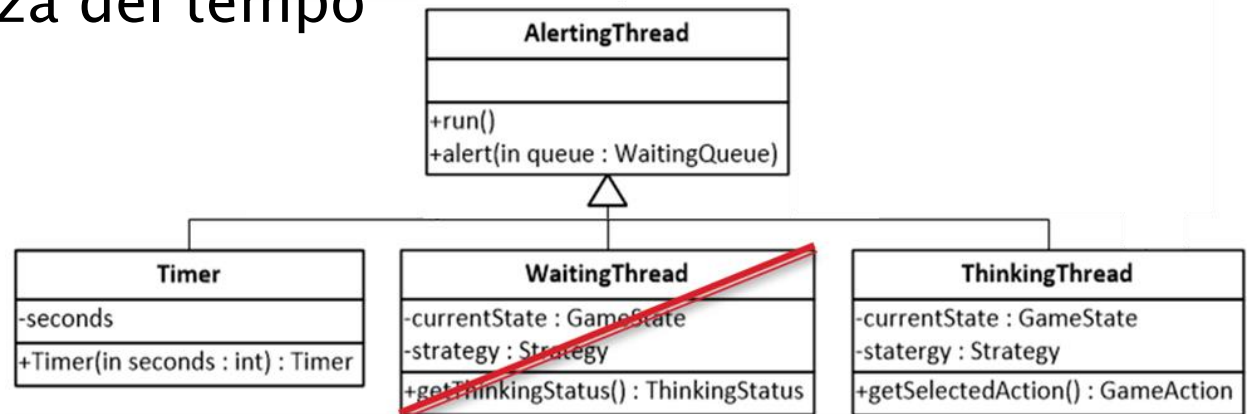 za del tempo
AlertingThread
+run()
+alert(in queue : WaitingQueue)
Timer
-seconds
+Timer(in seconds : int) : Timer
WaitingThread
-currentState : GameState
-strategy : Strategy
+getThinkingStatus() : ThinkingStatus
ThinkingThread
-currentState : GameState
-statergy : Strategy
+getSelectedAction() : GameAction